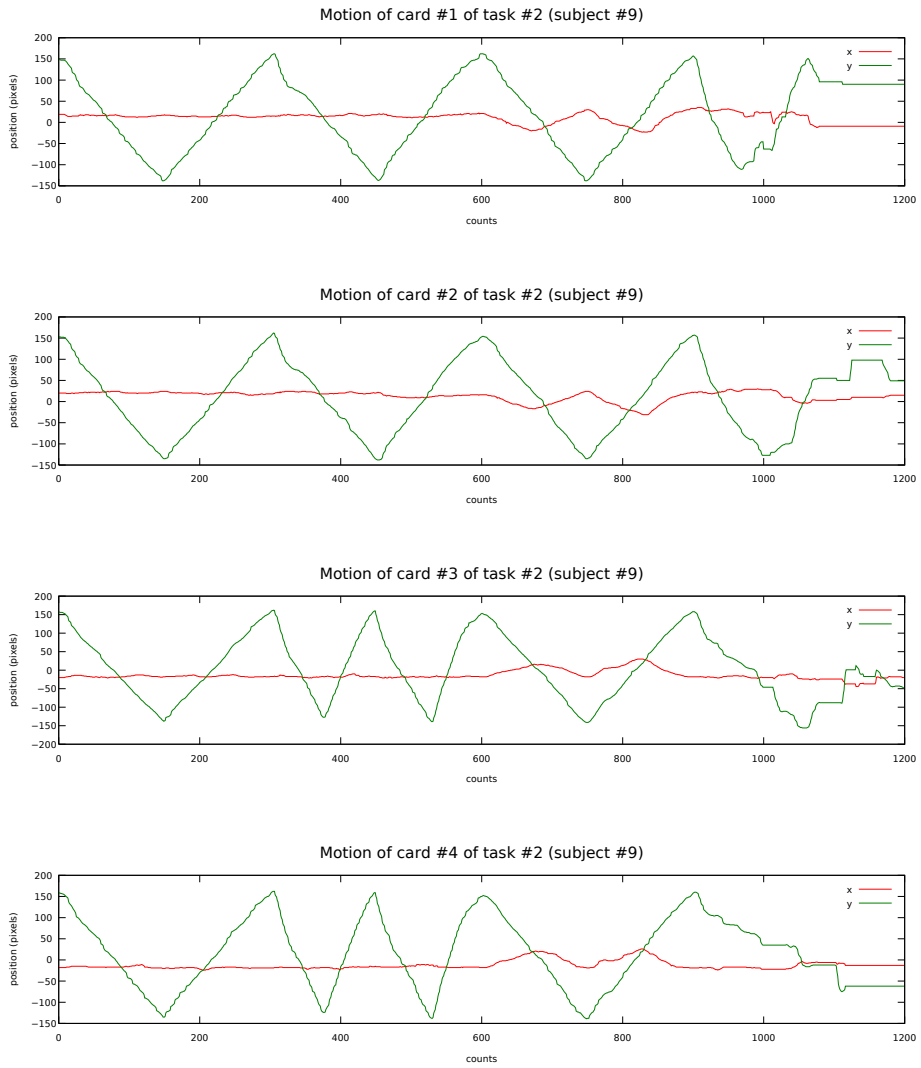 Motion of card #1 of task #2 (subject #9)
200
150
100
50
0
−50
−100
−150
position (pixels)
x
y
0 200 400 600 800 1000 1200
counts
Motion of card #2 of task #2 (subject #9)
200
150
100
50
0
−50
−100
−150
position (pixels)
x
y
0 200 400 600 800 1000 1200
counts
Motion of card #3 of task #2 (subject #9)
200
150
100
50
0
−50
−100
−150
−200
position (pixels)
x
y
0 200 400 600 800 1000 1200
counts
Motion of card #4 of task #2 (subject #9)
200
150
100
50
0
−50
−100
−150
position (pixels)
x
y
0 200 400 600 800 1000 1200
counts